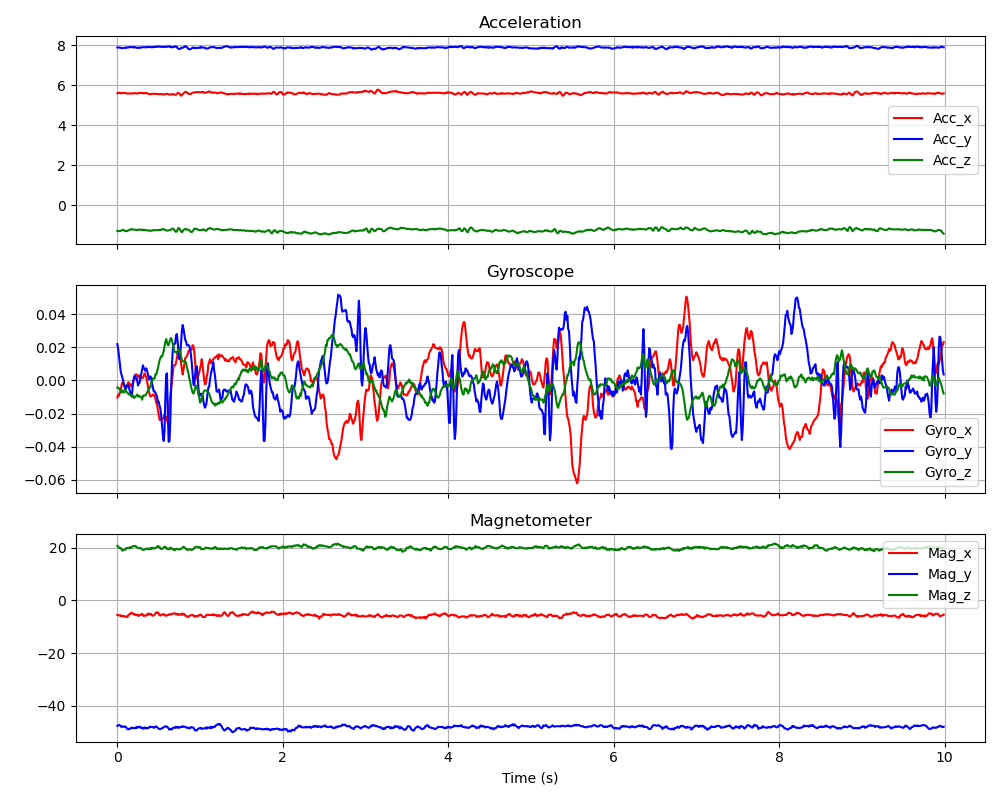 Acceleration
8
6
4
2
0
Acc_x
Acc_y
Acc_z
Gyroscope
0.04
0.02
0.00
−0.02
−0.04
−0.06
Gyro_x
Gyro_y
Gyro_z
Magnetometer
20
0
−20
−40
Mag_x
Mag_y
Mag_z
0 2 4 6 8 10
Time (s)